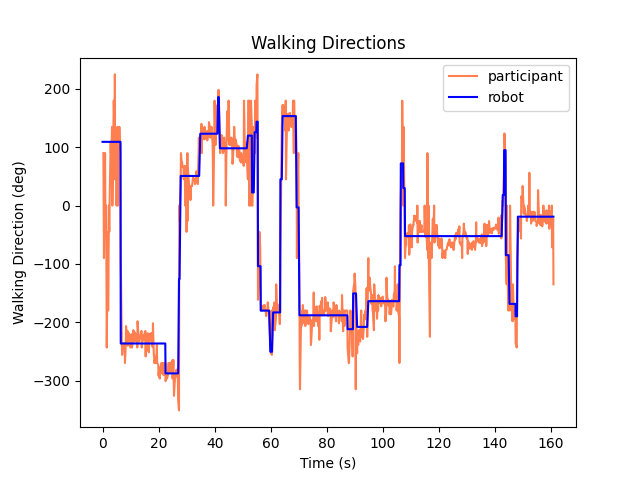 Walking Directions
participant
robot
Walking Direction (deg)
200
100
0
−100
−200
−300
0 20 40 60 80 100 120 140 160
Time (s)